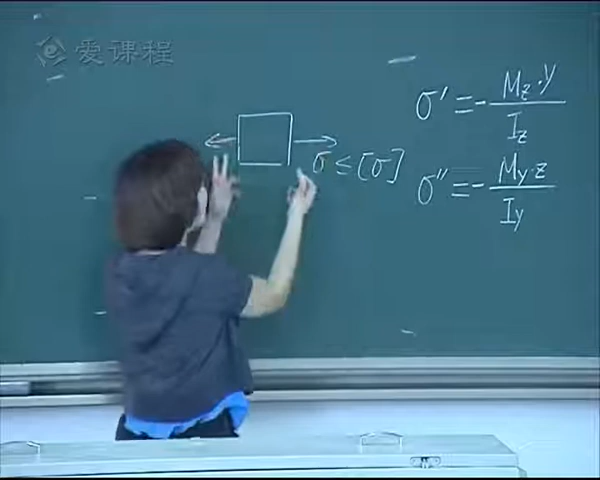 爱课程
σ' = - Mz·y / Iz
σ ≤ [σ]
σ'' = - My·z / Iy